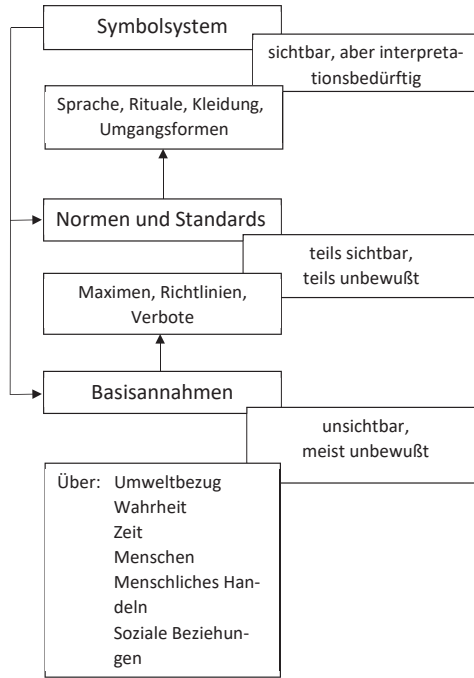 Symbolsystem
sichtbar, aber interpreta-
tionsbedürftig
Sprache, Rituale, Kleidung,
Umgangsformen
Normen und Standards
teils sichtbar,
teils unbewußt
Maximen, Richtlinien,
Verbote
Basisannahmen
unsichtbar,
meist unbewußt
Über: Umweltbezug
Wahrheit
Zeit
Menschen
Menschliches Han-
deln
Soziale Beziehun-
gen